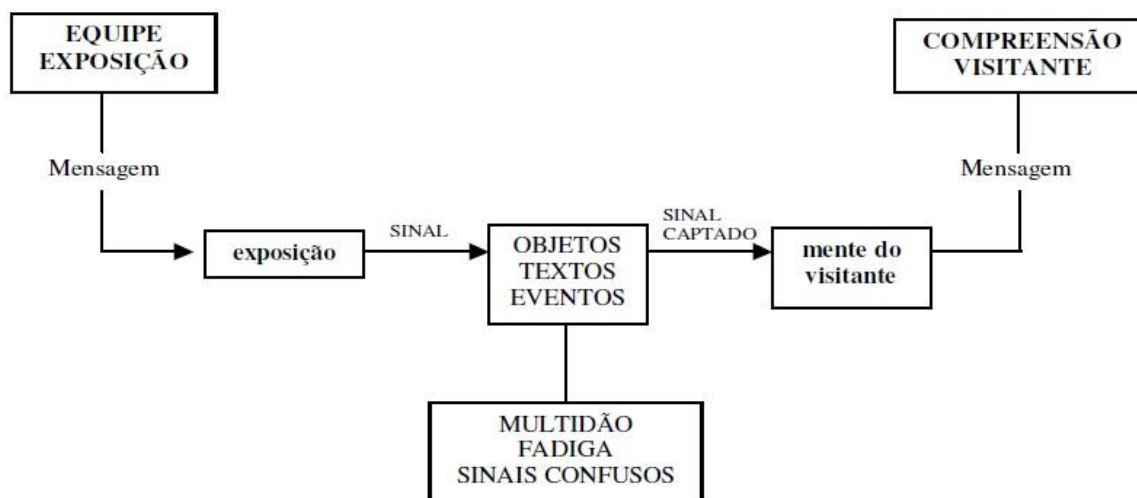 EQUIPE
EXPOSIÇÃO
COMPREENSÃO
VISITANTE
Mensagem
Mensagem
exposição
SINAL
OBJETOS
TEXTOS
EVENTOS
SINAL
CAPTADO
mente do
visitante
MULTIDÃO
FADIGA
SINAIS CONFUSOS